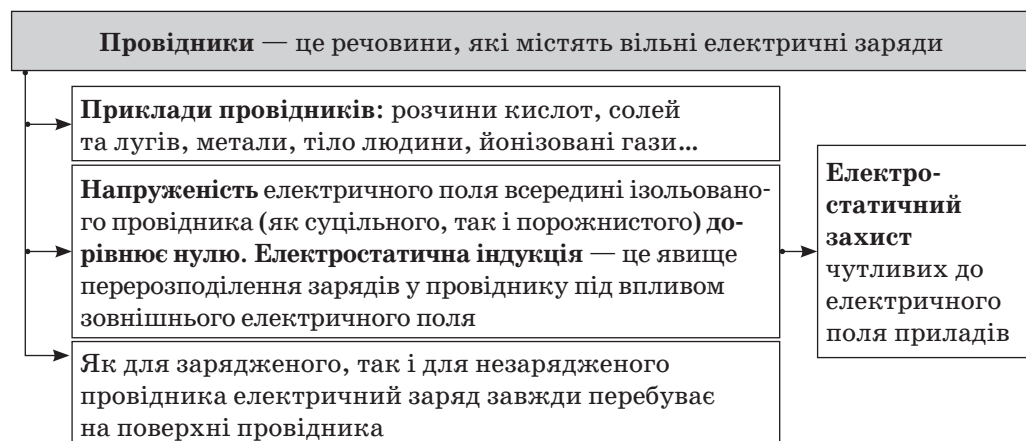 Провідники — це речовини, які містять вільні електричні заряди
Приклади провідників: розчини кислот, солей
та лугів, метали, тіло людини, йонізовані гази...
Напруженість електричного поля всередині ізольовано-
го провідника (як суцільного, так і порожнистого) до-
рівнює нулю. Електростатична індукція — це явище
перерозподілення зарядів у провіднику під впливом
зовнішнього електричного поля
Електро-
статичний
захист
чутливих до
електричного
поля приладів
Як для зарядженого, так і для незарядженого
провідника електричний заряд завжди перебуває
на поверхні провідника